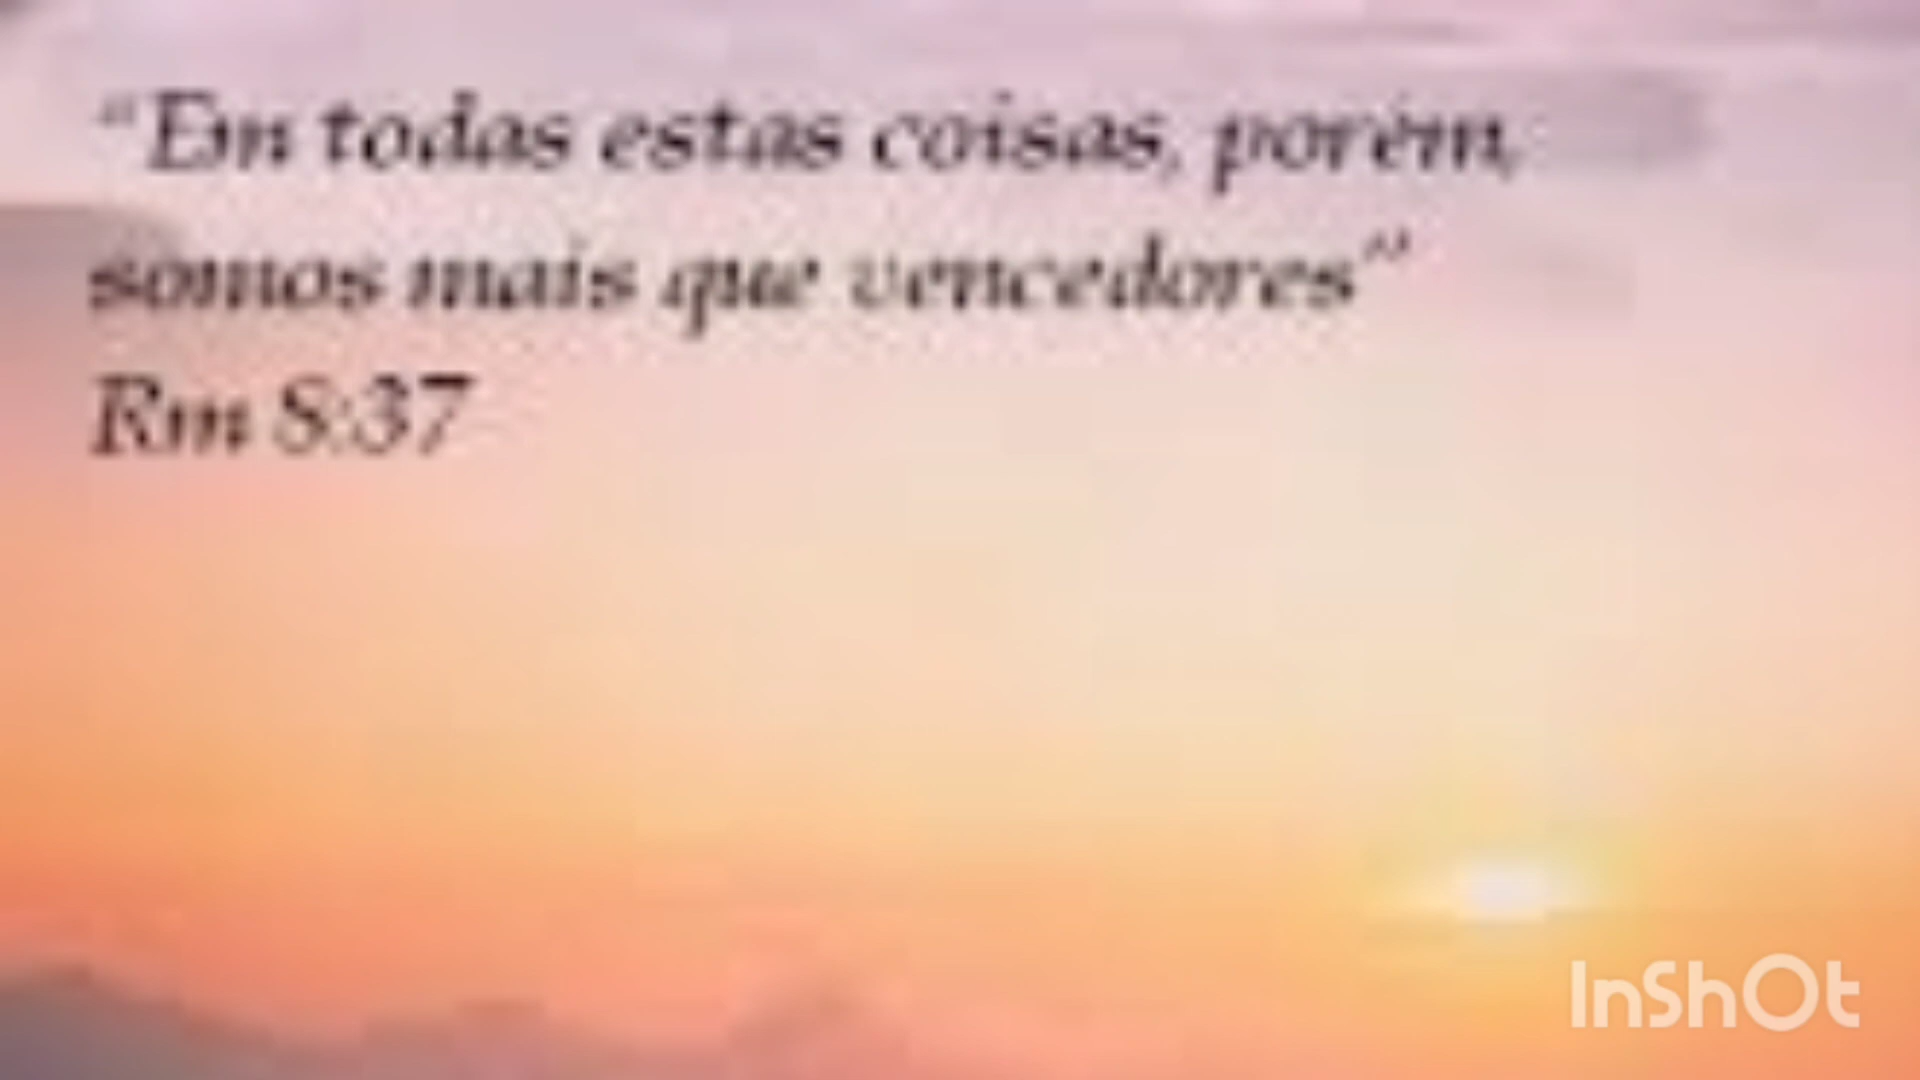 “Em todas estas coisas, porém,
somos mais que vencedores”
Rm 8:37
InShOt